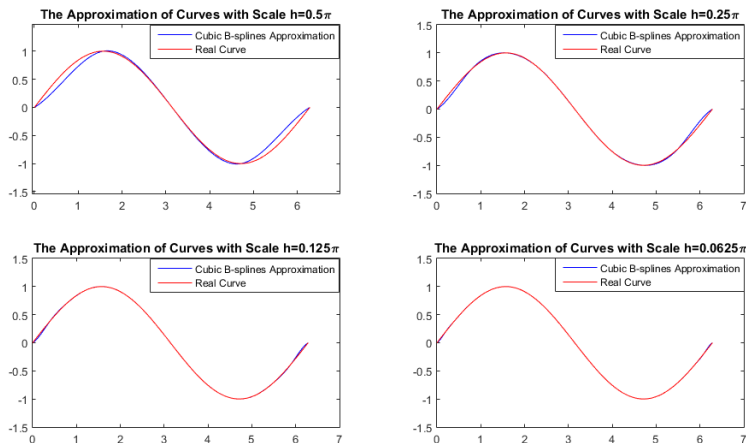 The Approximation of Curves with Scale h=0.5π
Cubic B-splines Approximation
Real Curve
1
0.5
0
-0.5
-1
-1.5
0 1 2 3 4 5 6
The Approximation of Curves with Scale h=0.25π
Cubic B-splines Approximation
Real Curve
1.5
1
0.5
0
-0.5
-1
-1.5
0 1 2 3 4 5 6 7
The Approximation of Curves with Scale h=0.125π
Cubic B-splines Approximation
Real Curve
1.5
1
0.5
0
-0.5
-1
-1.5
0 1 2 3 4 5 6 7
The Approximation of Curves with Scale h=0.0625π
Cubic B-splines Approximation
Real Curve
1.5
1
0.5
0
-0.5
-1
-1.5
0 1 2 3 4 5 6 7